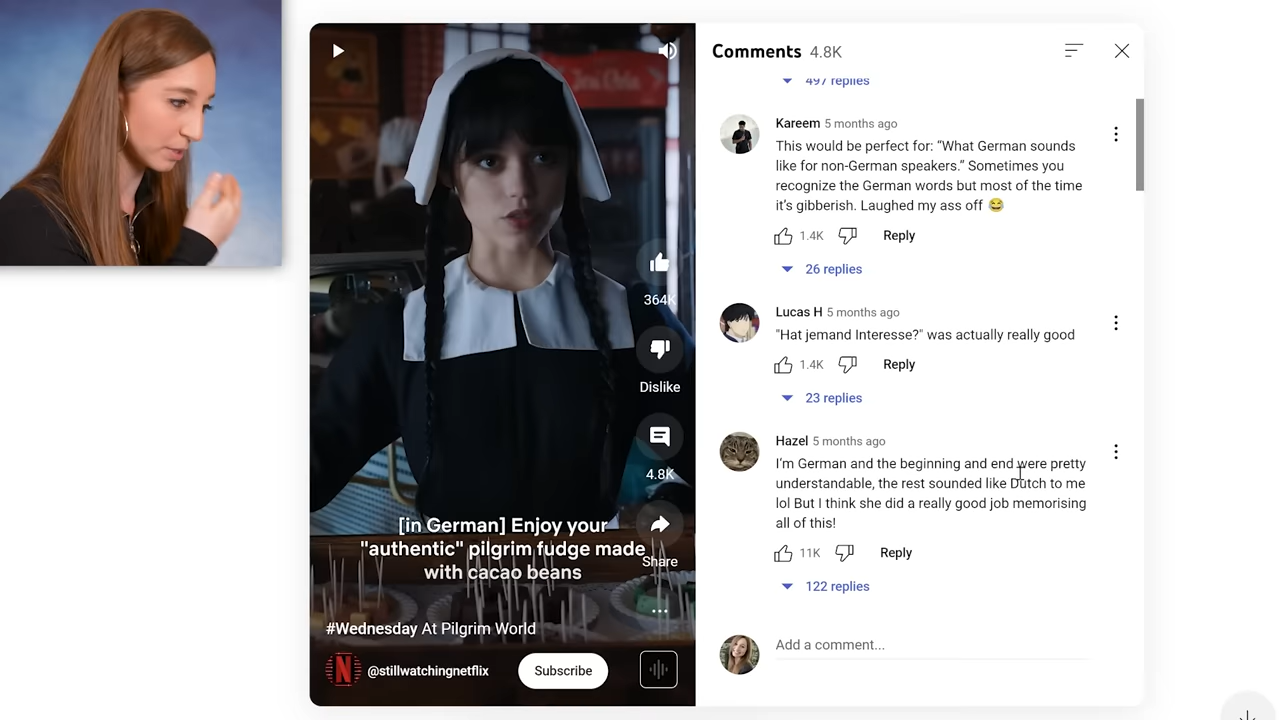 Comments 4.8K
497 replies
Kareem 5 months ago
This would be perfect for: “What German sounds
like for non-German speakers.” Sometimes you
recognize the German words but most of the time
it's gibberish. Laughed my ass off 😂
1.4K Reply
26 replies
Lucas H 5 months ago
"Hat jemand Interesse?" was actually really good
1.4K Reply
23 replies
Hazel 5 months ago
I'm German and the beginning and end were pretty
understandable, the rest sounded like Dutch to me
lol But I think she did a really good job memorising
all of this!
11K Reply
122 replies
Add a comment...
364K
Dislike
4.8K
Share
[in German] Enjoy your
"authentic" pilgrim fudge made
with cacao beans
#Wednesday At Pilgrim World
N @stillwatchingnetflix Subscribe